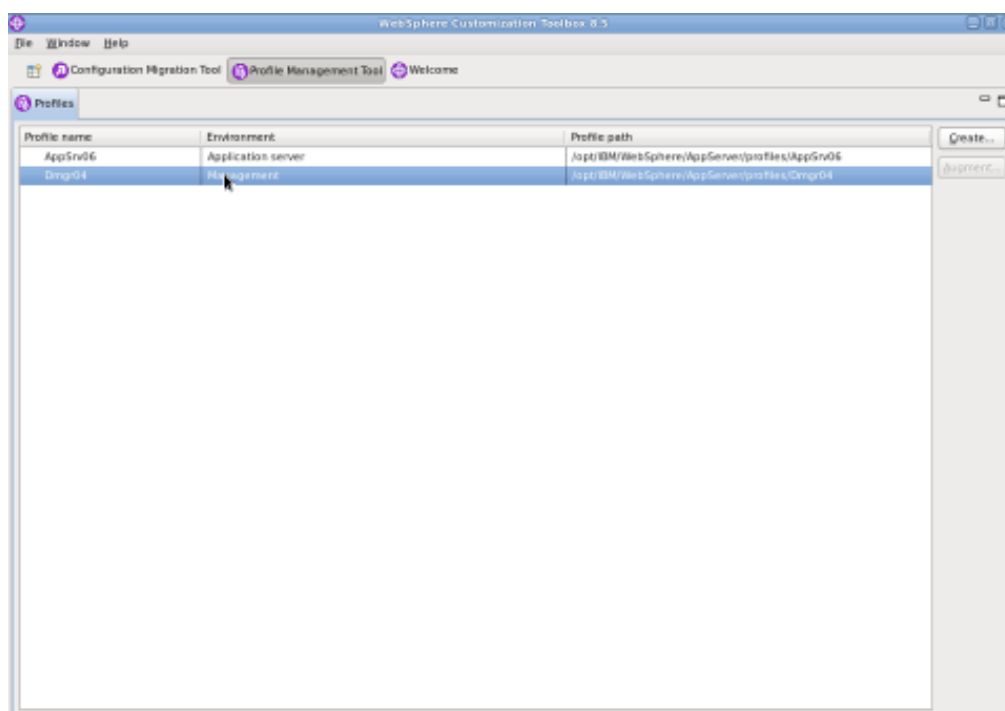 WebSphere Customization Toolbox 8.5
File Window Help
Configuration Migration Tool Profile Management Tool Welcome
Profiles
Profile name Environment Profile path
AppSrv06 Application server /opt/IBM/WebSphere/AppServer/profiles/AppSrv06
Dmgr04 Management /opt/IBM/WebSphere/AppServer/profiles/Dmgr04
Create...
Augment...